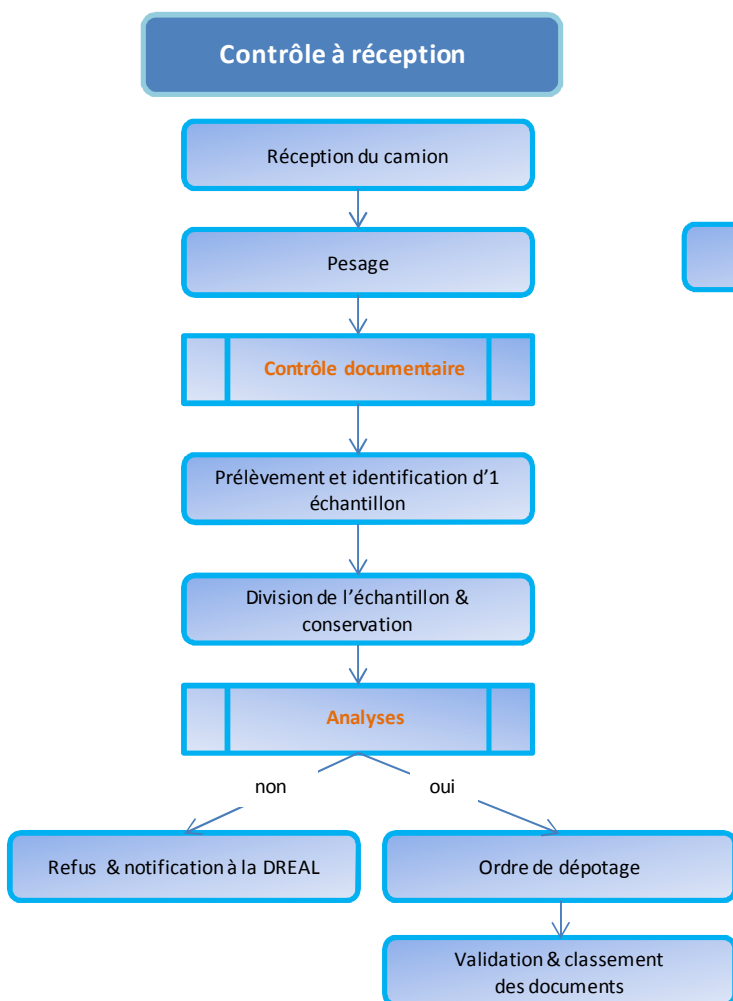 Contrôle à réception
Réception du camion
Pesage
Contrôle documentaire
Prélèvement et identification d'1
échantillon
Division de l'échantillon &
conservation
Analyses
non
oui
Refus & notification à la DREAL
Ordre de dépotage
Validation & classement
des documents